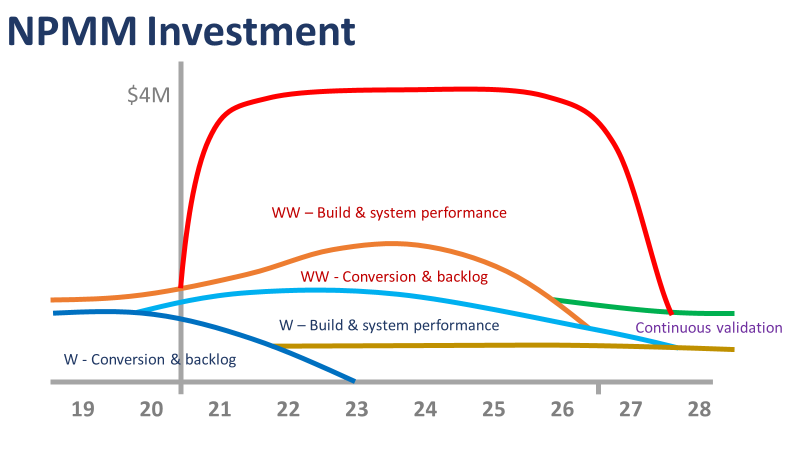 NPMM Investment
$4M
WW – Build & system performance
WW - Conversion & backlog
W – Build & system performance
Continuous validation
W - Conversion & backlog
19 20 21 22 23 24 25 26 27 28